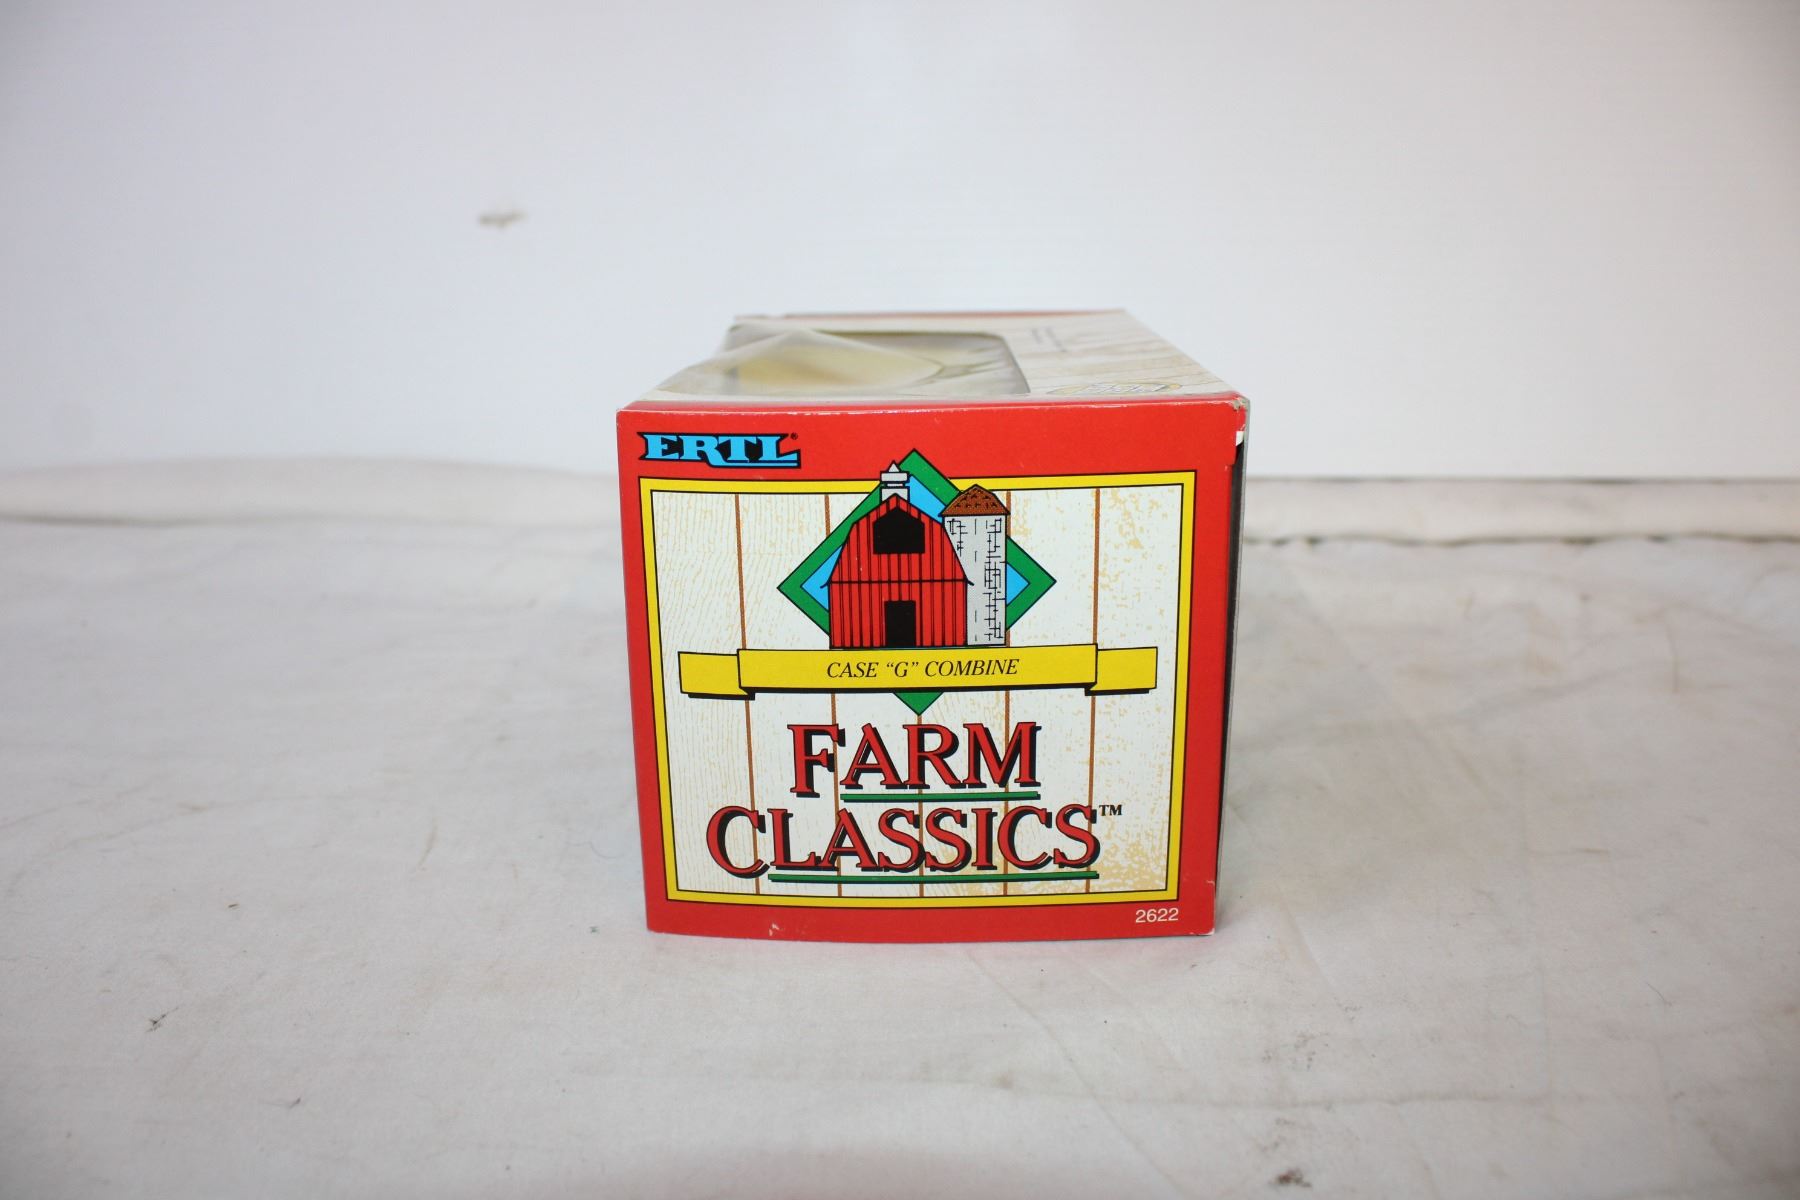 ERTL®
CASE "G" COMBINE
FARM
CLASSICS™
2622